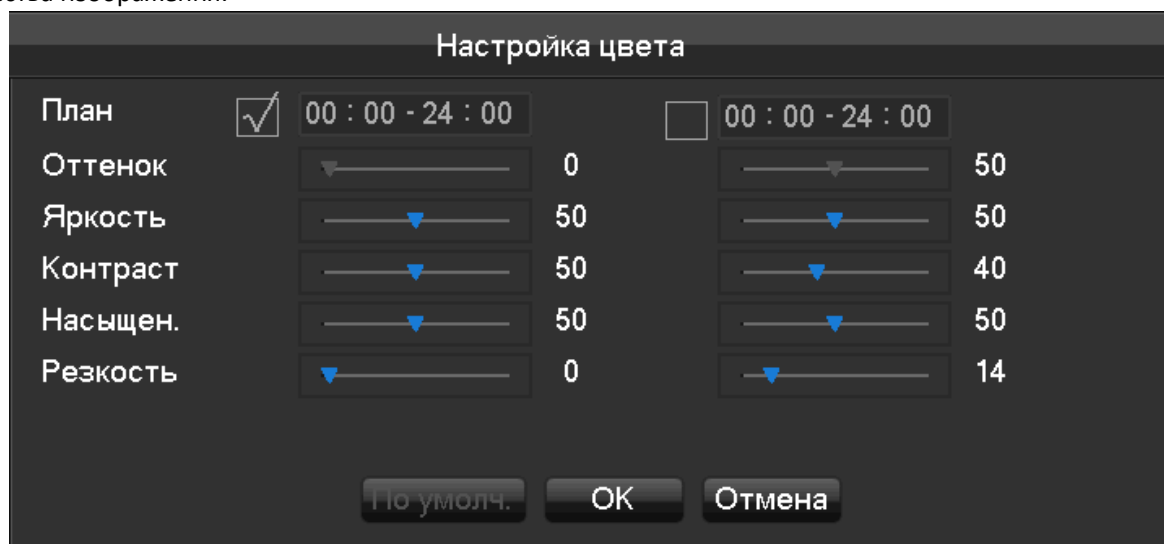 Настройка цвета
План 00 : 00 - 24 : 00 00 : 00 - 24 : 00
Оттенок 0 50
Яркость 50 50
Контраст 50 40
Насыщен. 50 50
Резкость 0 14
По умолч. OK Отмена